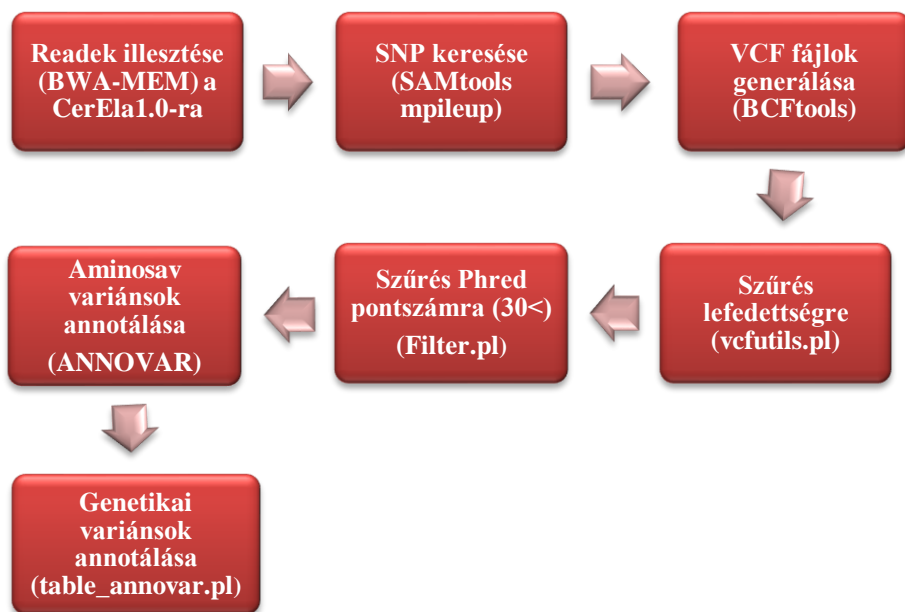 Readek illesztése
(BWA-MEM) a
CerEla1.0-ra
SNP keresése
(SAMtools
mpileup)
VCF fájlok
generálása
(BCFtools)
Szűrés
lefedettségre
(vcfutils.pl)
Szűrés Phred
pontszámra (30<)
(Filter.pl)
Aminosav
variánsok
annotálása
(ANNOVAR)
Genetikai
variánsok
annotálása
(table_annovar.pl)